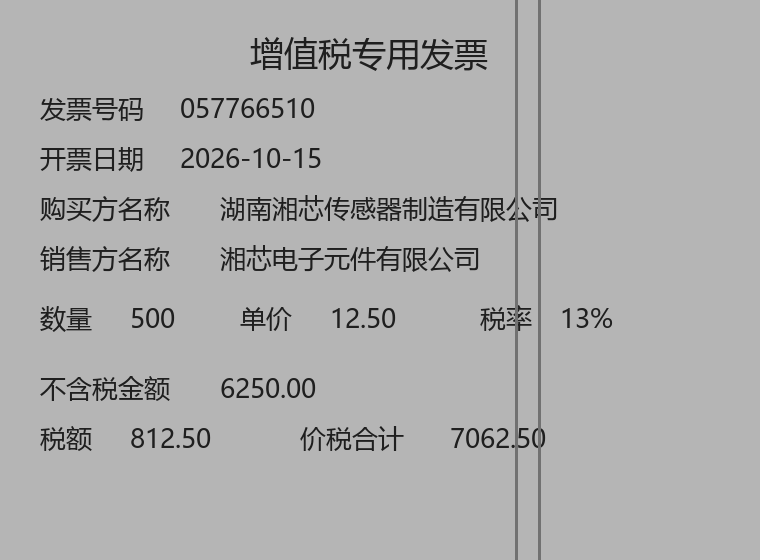 增值税专用发票
发票号码 057766510
开票日期 2026-10-15
购买方名称 湖南湘芯传感器制造有限公司
销售方名称 湘芯电子元件有限公司
数量 500 单价 12.50 税率 13%
不含税金额 6250.00
税额 812.50 价税合计 7062.50